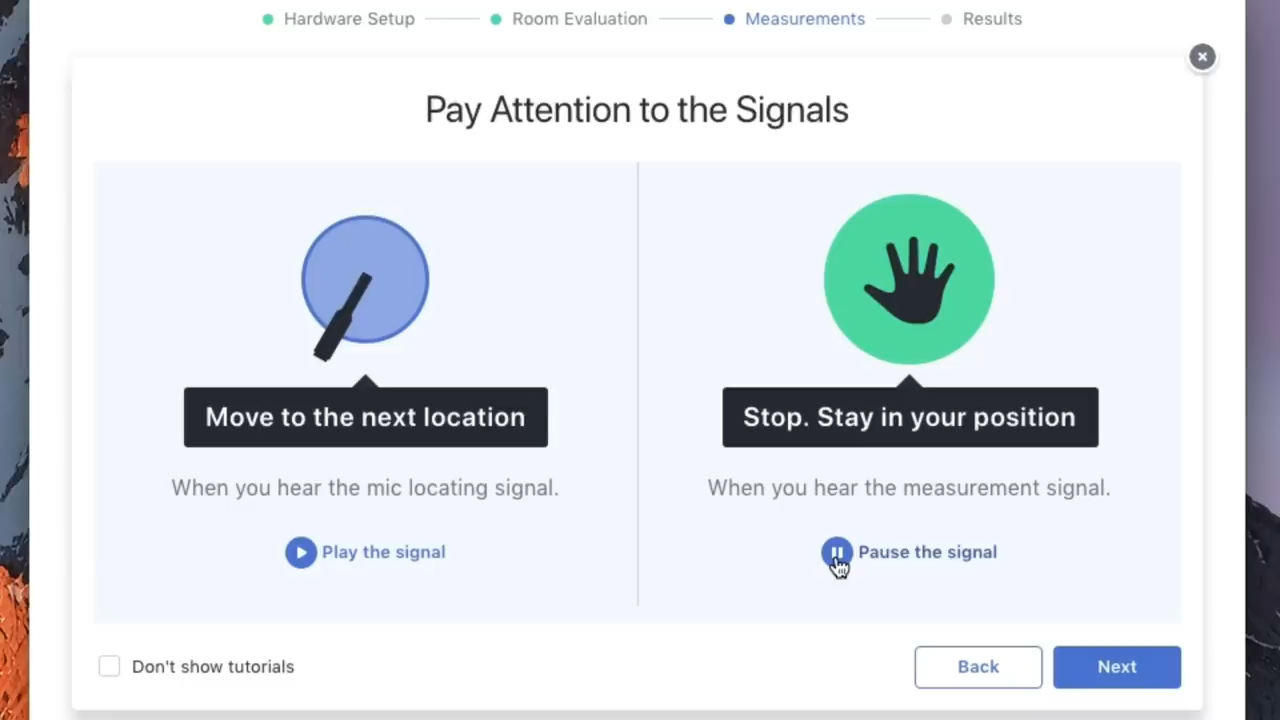 Hardware Setup
Room Evaluation
Measurements
Results
Pay Attention to the Signals
Move to the next location
When you hear the mic locating signal.
Play the signal
Stop. Stay in your position
When you hear the measurement signal.
Pause the signal
Don't show tutorials
Back
Next